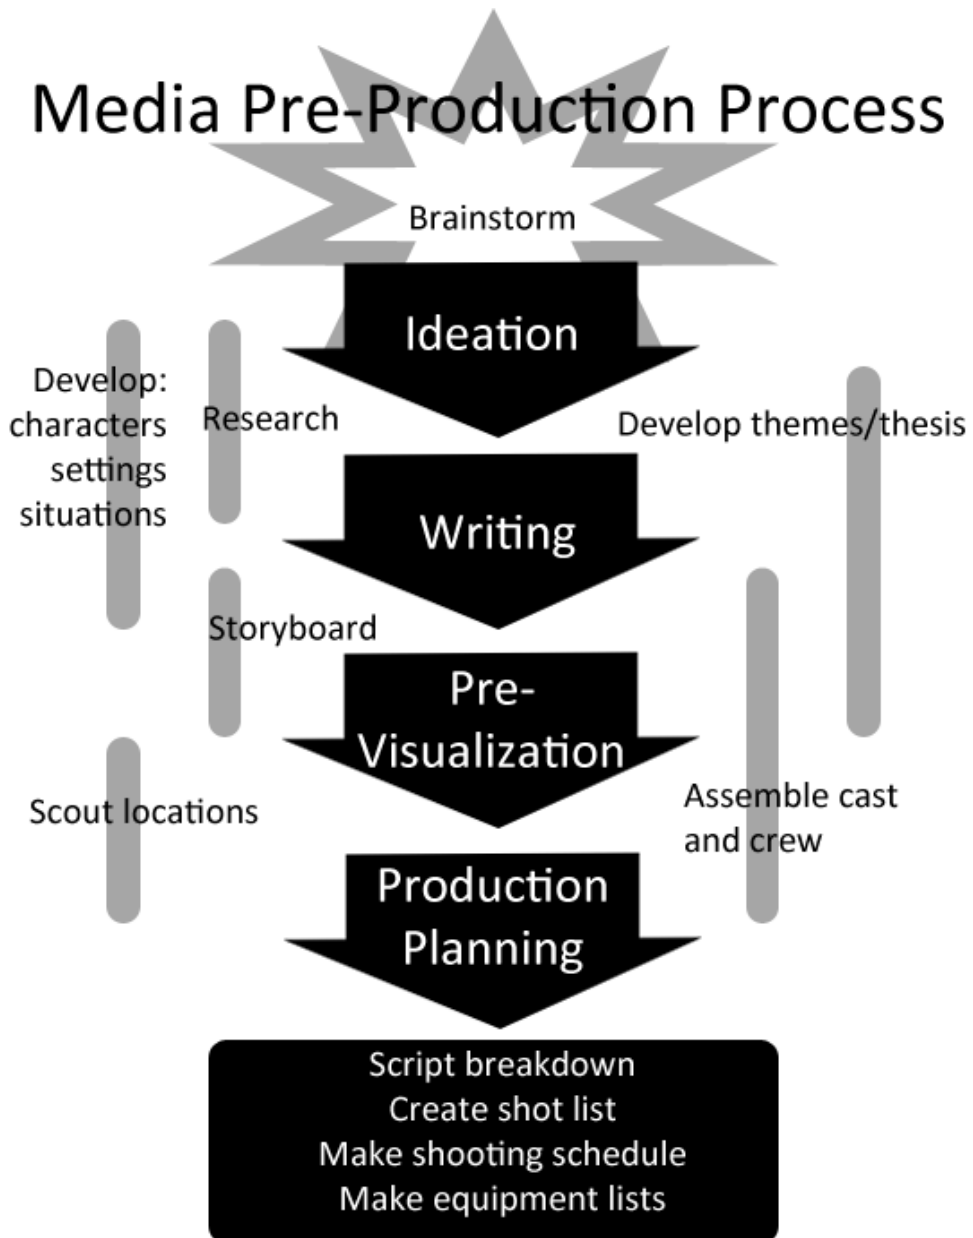 Media Pre-Production Process
Brainstorm
Ideation
Develop:
characters
settings
situations
Research
Develop themes/thesis
Writing
Storyboard
Pre-
Visualization
Scout locations
Assemble cast
and crew
Production
Planning
Script breakdown
Create shot list
Make shooting schedule
Make equipment lists